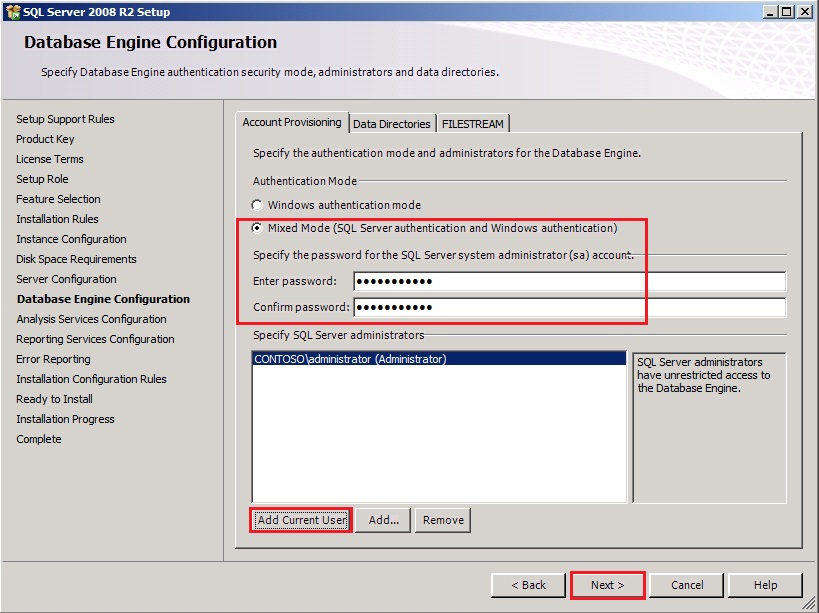 SQL Server 2008 R2 Setup
Database Engine Configuration
Specify Database Engine authentication security mode, administrators and data directories.
Setup Support Rules
Product Key
License Terms
Setup Role
Feature Selection
Installation Rules
Instance Configuration
Disk Space Requirements
Server Configuration
Database Engine Configuration
Analysis Services Configuration
Reporting Services Configuration
Error Reporting
Installation Configuration Rules
Ready to Install
Installation Progress
Complete
Account Provisioning
Data Directories
FILESTREAM
Specify the authentication mode and administrators for the Database Engine.
Authentication Mode
Windows authentication mode
Mixed Mode (SQL Server authentication and Windows authentication)
Specify the password for the SQL Server system administrator (sa) account.
Enter password: ●●●●●●●●●●●
Confirm password: ●●●●●●●●●●●
Specify SQL Server administrators
CONTOSO\administrator (Administrator)
SQL Server administrators
have unrestricted access to
the Database Engine.
Add Current User
Add...
Remove
< Back
Next >
Cancel
Help